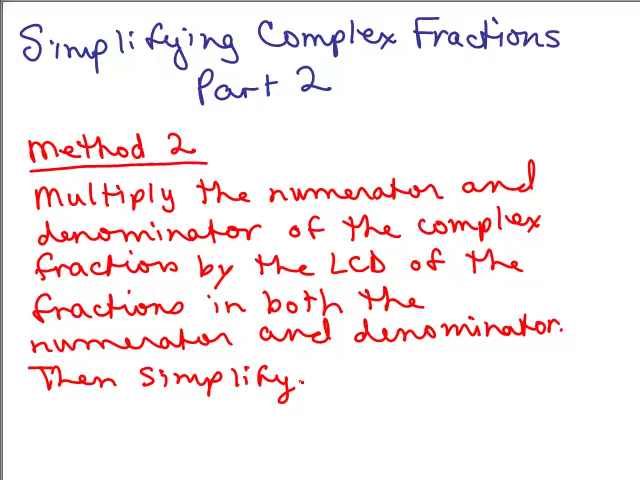 Simplifying Complex Fractions
Part 2
Method 2
Multiply the numerator and
denominator of the complex
fraction by the LCD of the
fractions in both the
numerator and denominator.
Then simplify.